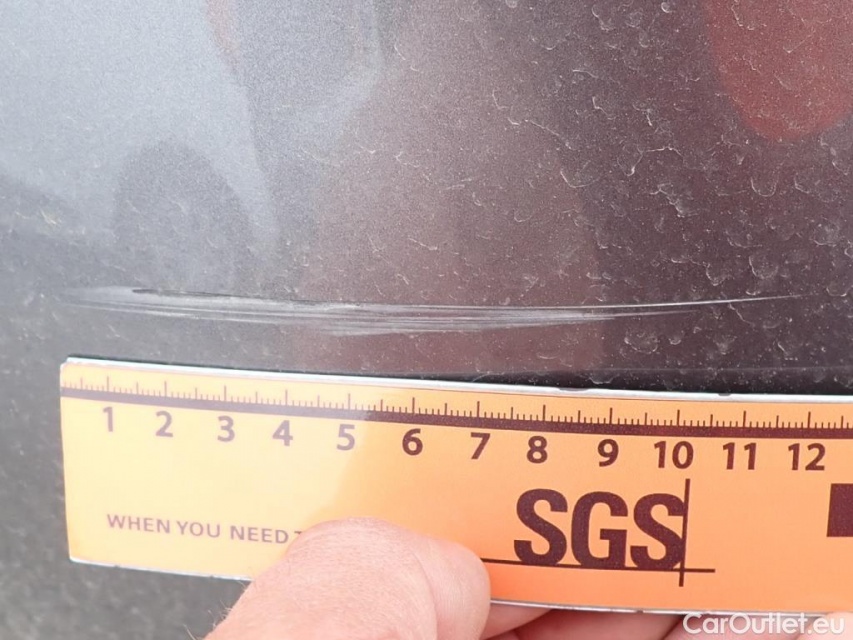 1 2 3 4 5 6 7 8 9 10 11 12
WHEN YOU NEED
SGS
CarOutlet.eu